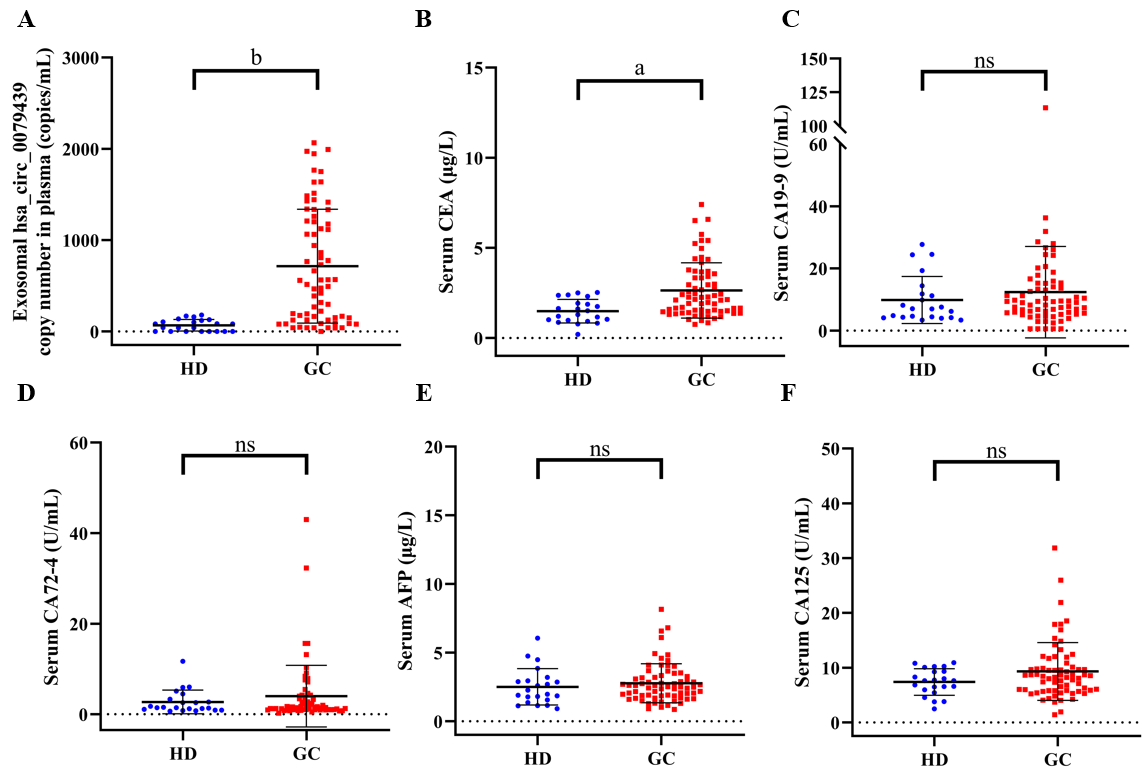 A
B
C
Exosomal hsa_circ_0079439
copy number in plasma (copies/mL)
3000
2000
1000
0
b
HD
GC
Serum CEA (μg/L)
15
10
5
0
a
HD
GC
Serum CA19-9 (U/mL)
150
125
100
60
40
20
0
ns
HD
GC
D
E
F
Serum CA72-4 (U/mL)
60
40
20
0
ns
HD
GC
Serum AFP (μg/L)
20
15
10
5
0
ns
HD
GC
Serum CA125 (U/mL)
50
40
30
20
10
0
ns
HD
GC